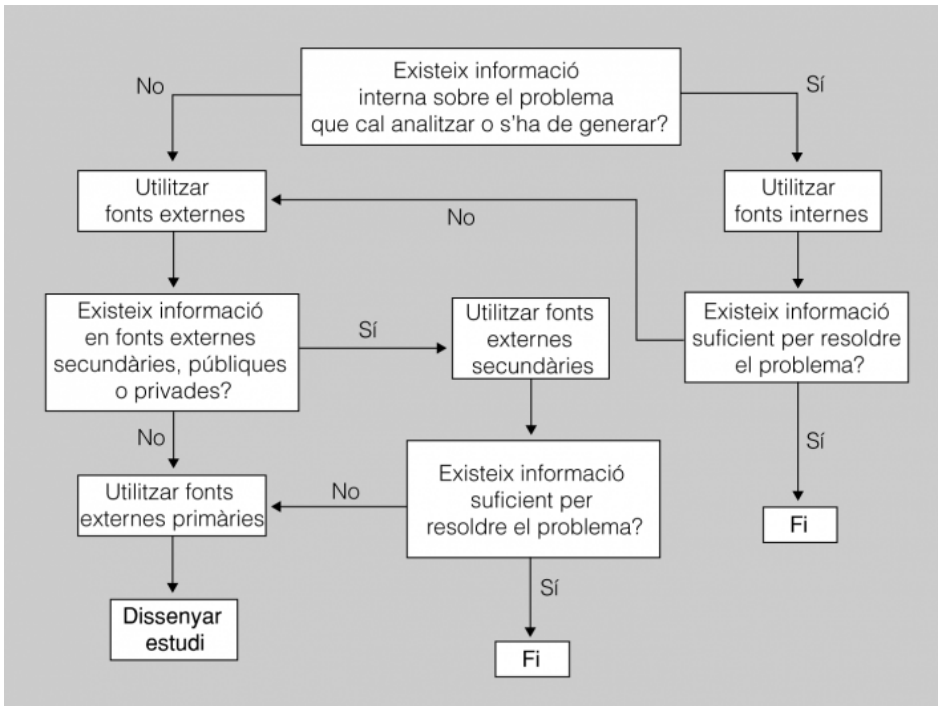 Existeix informació
interna sobre el problema
que cal analitzar o s'ha de generar?
No
Sí
Utilitzar
fonts externes
Utilitzar
fonts internes
No
Existeix informació
en fonts externes
secundàries, públiques
o privades?
Sí
Utilitzar fonts
externes
secundàries
Existeix informació
suficient per resoldre
el problema?
No
Sí
Utilitzar fonts
externes primàries
No
Existeix informació
suficient per
resoldre el problema?
Fi
Sí
Dissenyar
estudi
Fi